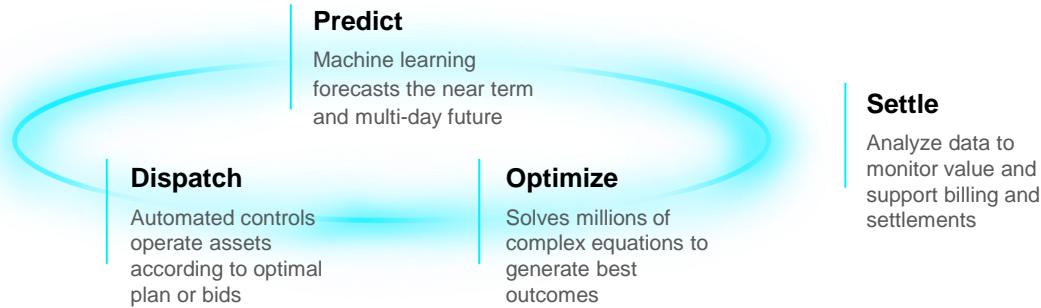 Predict
Machine learning
forecasts the near term
and multi-day future
Settle
Analyze data to
monitor value and
support billing and
settlements
Dispatch
Automated controls
operate assets
according to optimal
plan or bids
Optimize
Solves millions of
complex equations to
generate best
outcomes